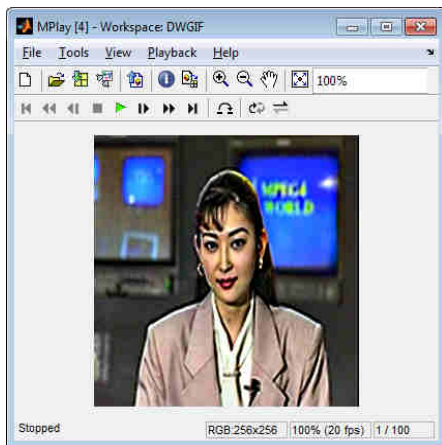 MPlay [4] - Workspace: DWGIF
File Tools View Playback Help
100%
MPEG4
WORLD
Stopped RGB:256x256 100% (20 fps) 1 / 100